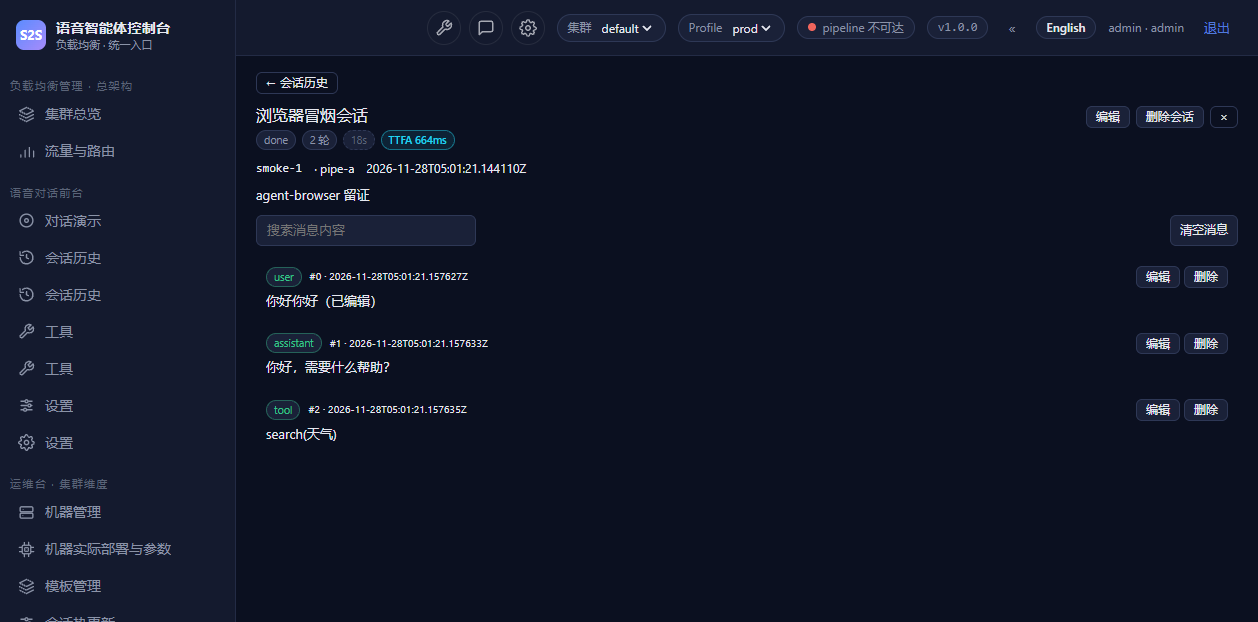 S2S
语音智能体控制台
负载均衡 · 统一入口
负载均衡管理 · 总架构
集群总览
流量与路由
语音对话前台
对话演示
会话历史
会话历史
工具
工具
设置
设置
运维台 · 集群维度
机器管理
机器实际部署与参数
模板管理
集群 default Profile prod pipeline 不可达 v1.0.0 « English admin · admin 退出
← 会话历史
浏览器冒烟会话 编辑 删除会话 ×
done 2 轮 18s TTFA 664ms
smoke-1 · pipe-a 2026-11-28T05:01:21.144110Z
agent-browser 留证
搜索消息内容 清空消息
user #0 · 2026-11-28T05:01:21.157627Z 编辑 删除
你好你好（已编辑）
assistant #1 · 2026-11-28T05:01:21.157633Z 编辑 删除
你好，需要什么帮助?
tool #2 · 2026-11-28T05:01:21.157635Z 编辑 删除
search(天气)